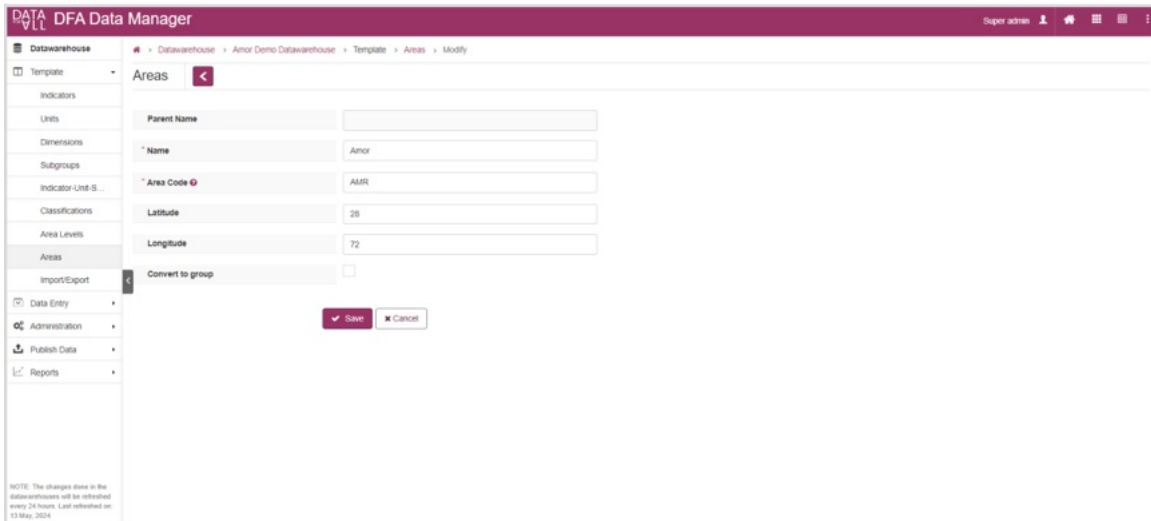 DATA FOR ALL DFA Data Manager
Super admin
Datawarehouse
Datawarehouse > Amor Demo Datawarehouse > Template > Areas > Modify
Template
Areas
Indicators
Units
Dimensions
Subgroups
Indicator-Unit-S...
Classifications
Area Levels
Areas
Import/Export
Data Entry
Administration
Publish Data
Reports
Parent Name
* Name
Amor
* Area Code
AMR
Latitude
28
Longitude
72
Convert to group
Save
Cancel
NOTE: The changes done in the
datawarehouses will be refreshed
every 24 hours. Last refreshed on:
13 May, 2024